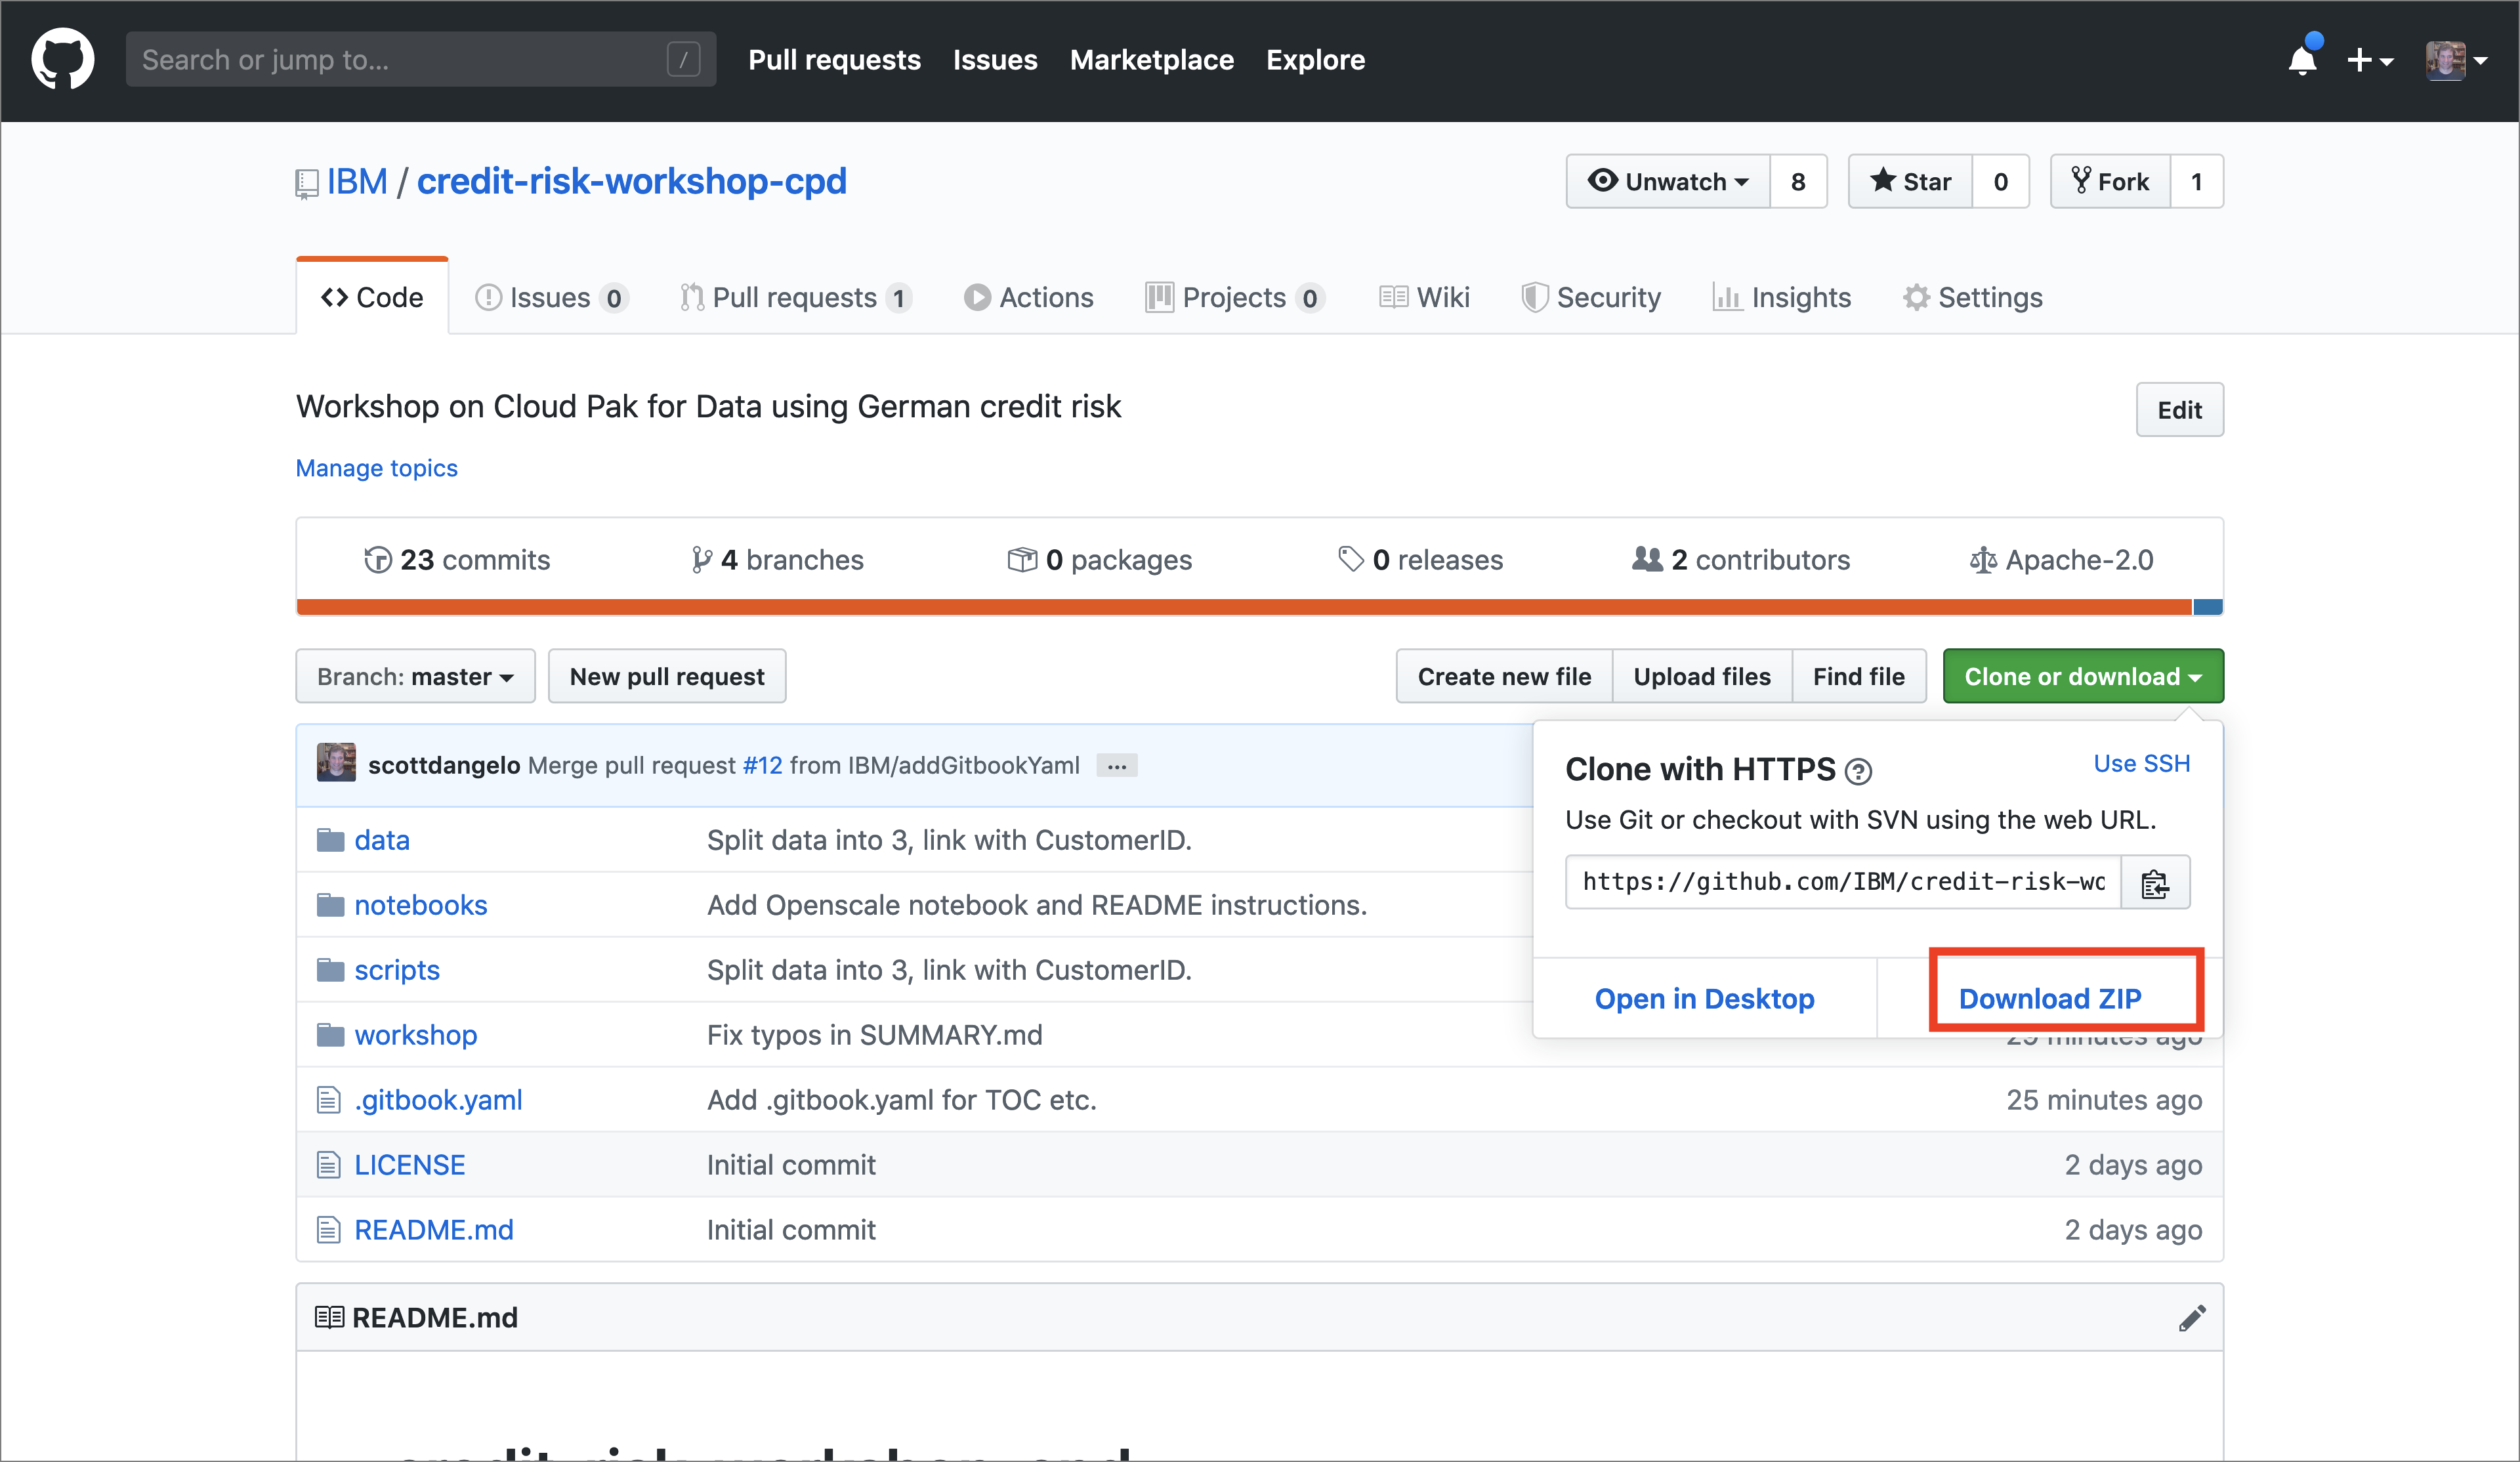 Search or jump to... / Pull requests Issues Marketplace Explore
IBM / credit-risk-workshop-cpd Unwatch 8 Star 0 Fork 1
Code Issues 0 Pull requests 1 Actions Projects 0 Wiki Security Insights Settings
Workshop on Cloud Pak for Data using German credit risk Edit
Manage topics
23 commits 4 branches 0 packages 0 releases 2 contributors Apache-2.0
Branch: master New pull request Create new file Upload files Find file Clone or download
scottdangelo Merge pull request #12 from IBM/addGitbookYaml ...
Clone with HTTPS ? Use SSH
Use Git or checkout with SVN using the web URL.
https://github.com/IBM/credit-risk-wo
Open in Desktop Download ZIP
data Split data into 3, link with CustomerID.
notebooks Add Openscale notebook and README instructions.
scripts Split data into 3, link with CustomerID.
workshop Fix typos in SUMMARY.md minutes ago
.gitbook.yaml Add .gitbook.yaml for TOC etc. 25 minutes ago
LICENSE Initial commit 2 days ago
README.md Initial commit 2 days ago
README.md
credit-risk-workshop-cpd